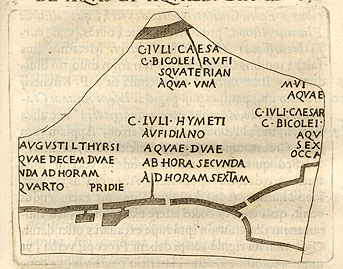 C·IVLI·CAESA
C·BICOLEI RVFI
SQVATERIAN
AQVA·VNA
MVI
AQVAE
C·IVLI·CAESAR
C·BICOLEI·
AQV
SEX
OCCA
C·IVLI·HYMETI
AVFIDIANO
AQVAE·DVAE
AB HORA SECVNDA
AD HORAM SEXTAM
AVGVSTI L THYRSI
QVAE DECEM DVAE
NDA AD HORAM
QVARTO PRIDIE